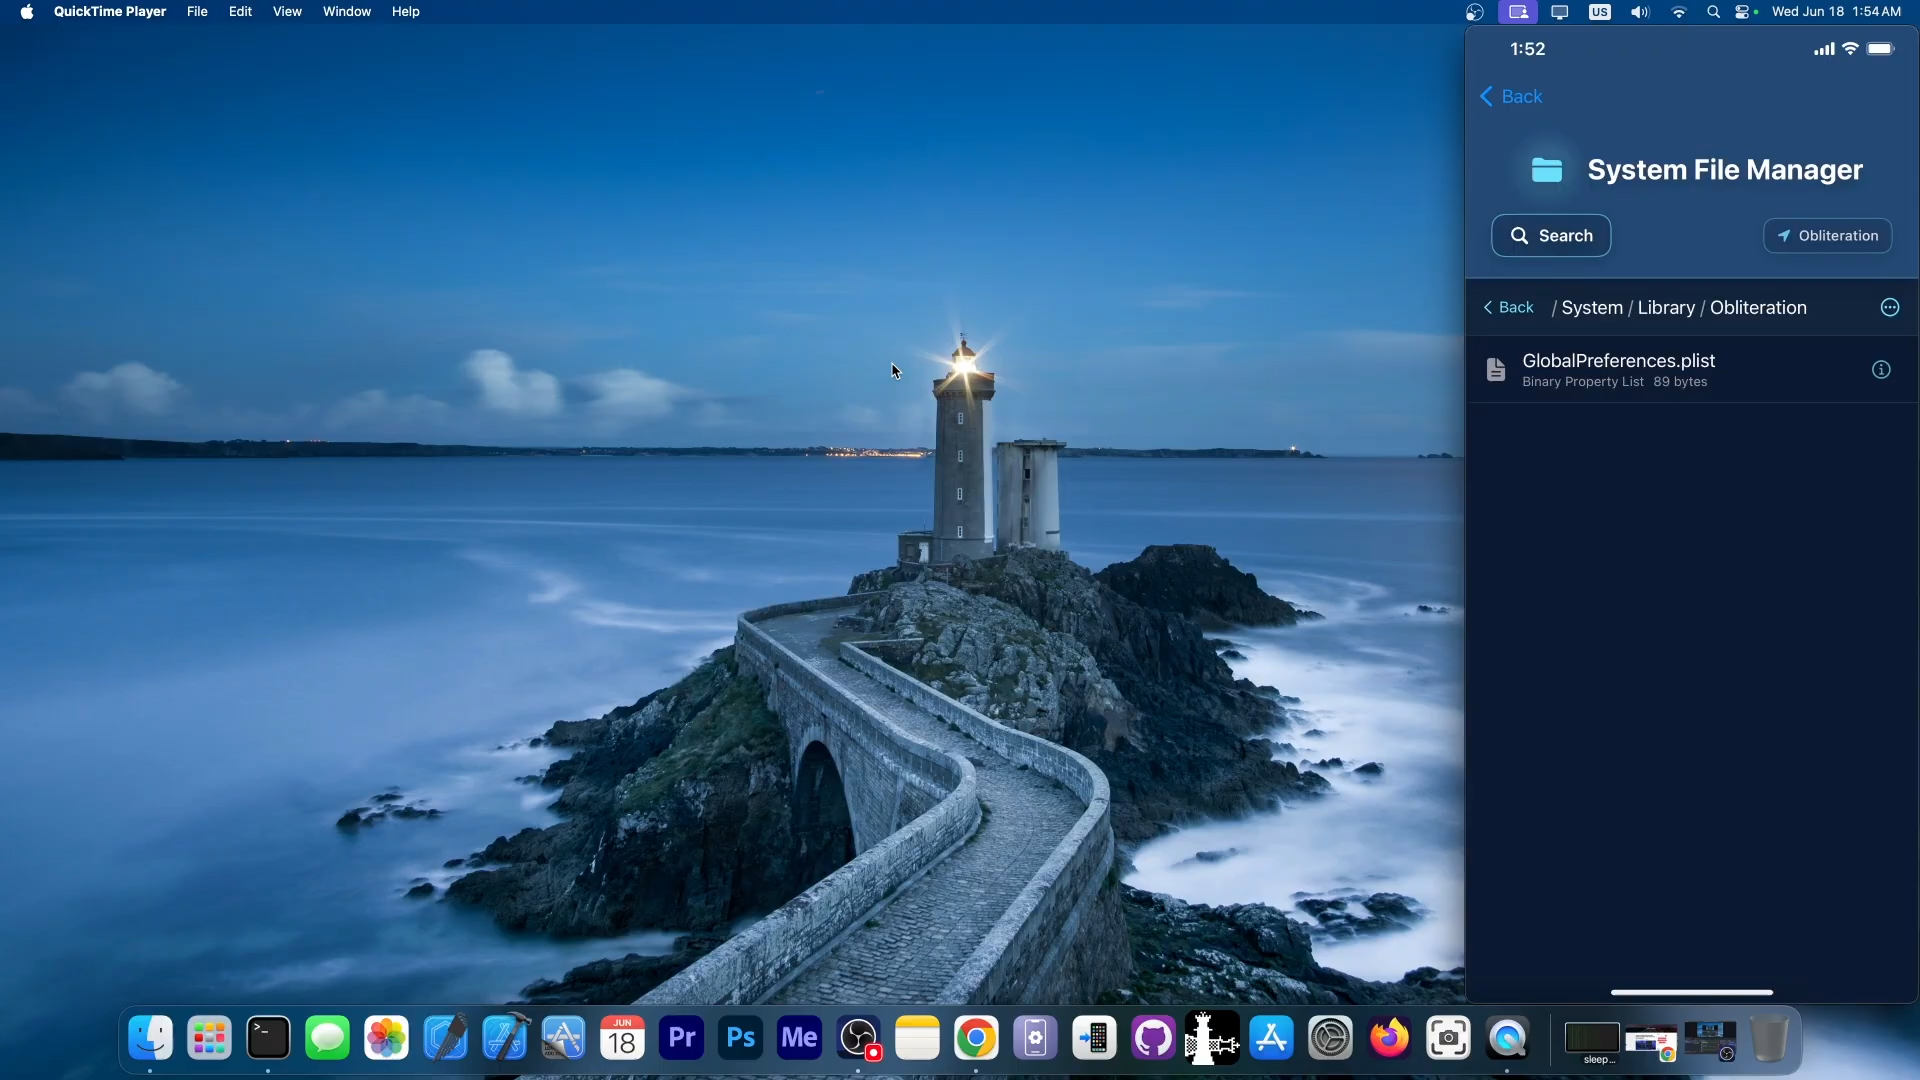 QuickTime Player File Edit View Window Help
US Wed Jun 18 1:54 AM
1:52
Back
System File Manager
Search
Obliteration
Back / System / Library / Obliteration
GlobalPreferences.plist
Binary Property List 89 bytes
JUN
18
Pr
Ps
Me
sleep...